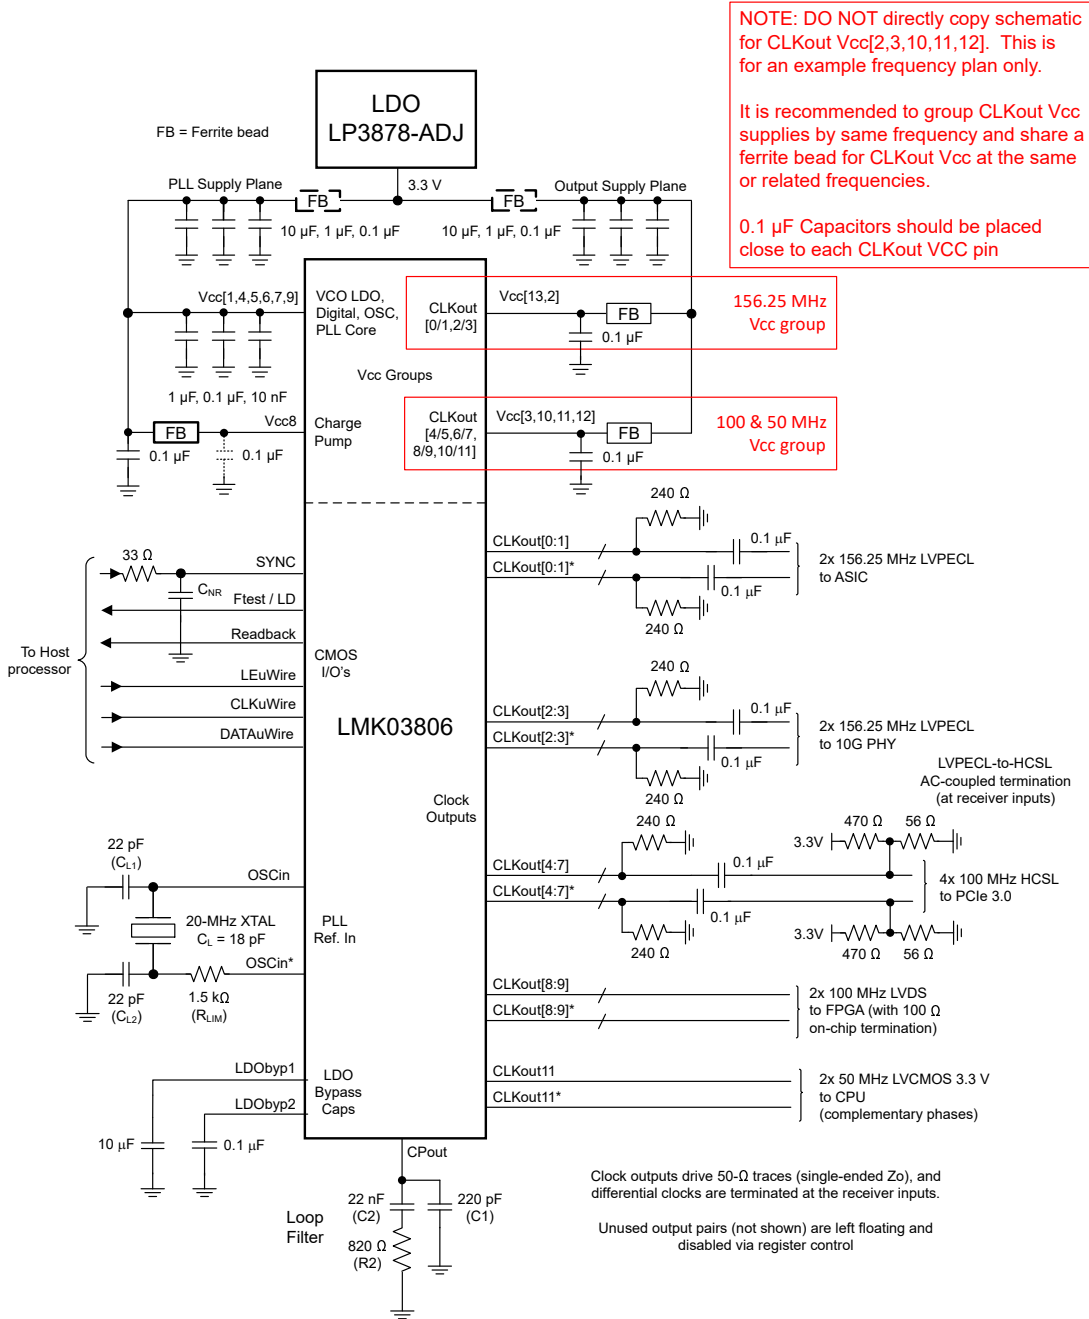 NOTE: DO NOT directly copy schematic
for CLKout Vcc[2,3,10,11,12].  This is
for an example frequency plan only.
It is recommended to group CLKout Vcc
supplies by same frequency and share a
ferrite bead for CLKout Vcc at the same
or related frequencies.
0.1 µF Capacitors should be placed
close to each CLKout VCC pin
LDO
LP3878-ADJ
FB = Ferrite bead
PLL Supply Plane
FB
3.3 V
FB
Output Supply Plane
10 µF, 1 µF, 0.1 µF
10 µF, 1 µF, 0.1 µF
Vcc[1,4,5,6,7,9]
VCO LDO,
Digital, OSC,
PLL Core
1 µF, 0.1 µF, 10 nF
CLKout
[0/1,2/3]
Vcc[13,2]
FB
0.1 µF
156.25 MHz
Vcc group
Vcc Groups
FB
Vcc8
0.1 µF
0.1 µF
Charge
Pump
CLKout
[4/5,6/7,
8/9,10/11]
Vcc[3,10,11,12]
FB
0.1 µF
100 & 50 MHz
Vcc group
To Host
processor
33 Ω
SYNC
CNR
Ftest / LD
Readback
LEuWire
CLKuWire
DATAuWire
CMOS
I/O's
LMK03806
Clock
Outputs
240 Ω
CLKout[0:1]
0.1 µF
CLKout[0:1]*
0.1 µF
240 Ω
2x 156.25 MHz LVPECL
to ASIC
240 Ω
CLKout[2:3]
0.1 µF
CLKout[2:3]*
0.1 µF
240 Ω
2x 156.25 MHz LVPECL
to 10G PHY
LVPECL-to-HCSL
AC-coupled termination
(at receiver inputs)
240 Ω
470 Ω
56 Ω
3.3V
CLKout[4:7]
0.1 µF
CLKout[4:7]*
0.1 µF
240 Ω
3.3V
470 Ω
56 Ω
4x 100 MHz HCSL
to PCIe 3.0
22 pF
(CL1)
OSCin
20-MHz XTAL
CL = 18 pF
PLL
Ref. In
OSCin*
22 pF
(CL2)
1.5 kΩ
(RLIM)
CLKout[8:9]
CLKout[8:9]*
2x 100 MHz LVDS
to FPGA (with 100 Ω
on-chip termination)
LDObyp1
LDObyp2
LDO
Bypass
Caps
10 µF
0.1 µF
CLKout11
CLKout11*
2x 50 MHz LVCMOS 3.3 V
to CPU
(complementary phases)
CPout
Loop
Filter
22 nF
(C2)
220 pF
(C1)
820 Ω
(R2)
Clock outputs drive 50-Ω traces (single-ended Zo), and
differential clocks are terminated at the receiver inputs.
Unused output pairs (not shown) are left floating and
disabled via register control